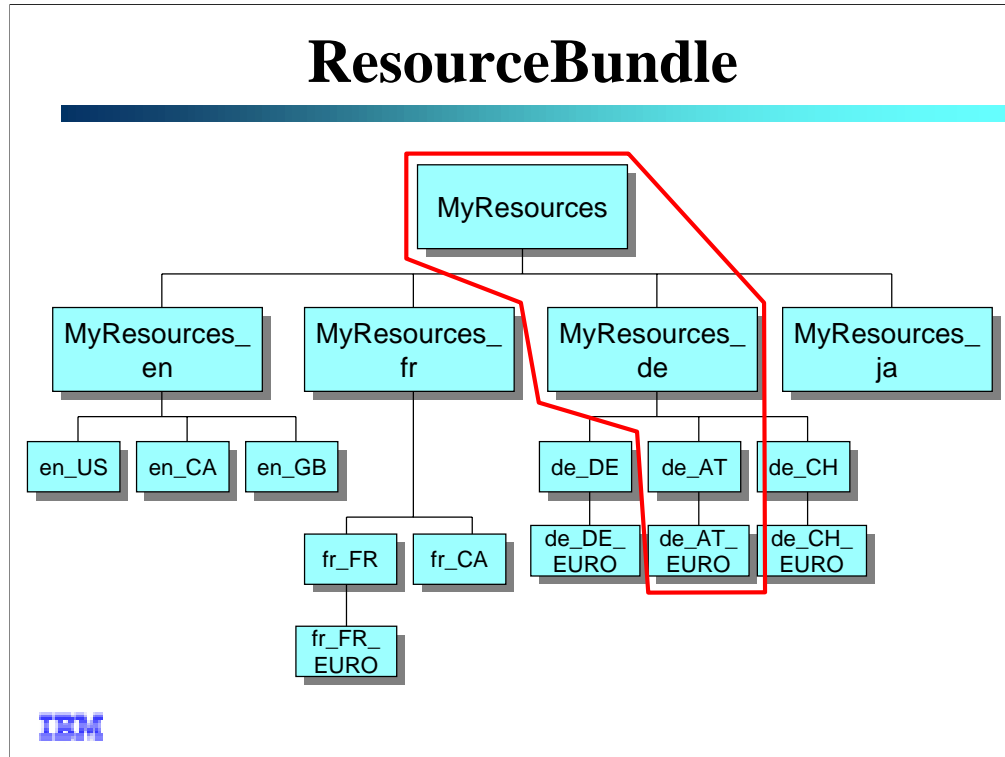 ResourceBundle
MyResources
MyResources_
en
MyResources_
fr
MyResources_
de
MyResources_
ja
en_US
en_CA
en_GB
de_DE
de_AT
de_CH
fr_FR
fr_CA
de_DE_
EURO
de_AT_
EURO
de_CH_
EURO
fr_FR_
EURO
IBM